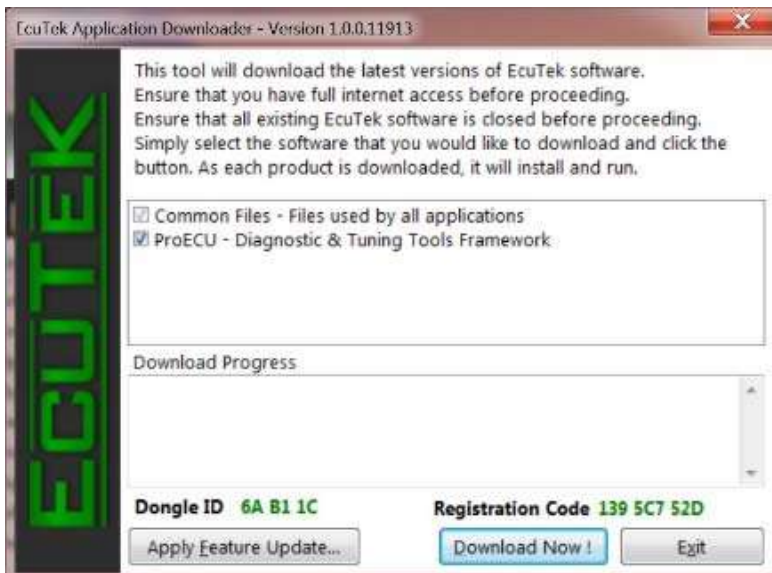 EcuTek Application Downloader - Version 1.0.0.11913
ECUTEK
This tool will download the latest versions of EcuTek software.
Ensure that you have full internet access before proceeding.
Ensure that all existing EcuTek software is closed before proceeding.
Simply select the software that you would like to download and click the
button. As each product is downloaded, it will install and run.
Common Files - Files used by all applications
ProECU - Diagnostic & Tuning Tools Framework
Download Progress
Dongle ID 6A B1 1C
Registration Code 139 5C7 52D
Apply Feature Update...
Download Now !
Exit